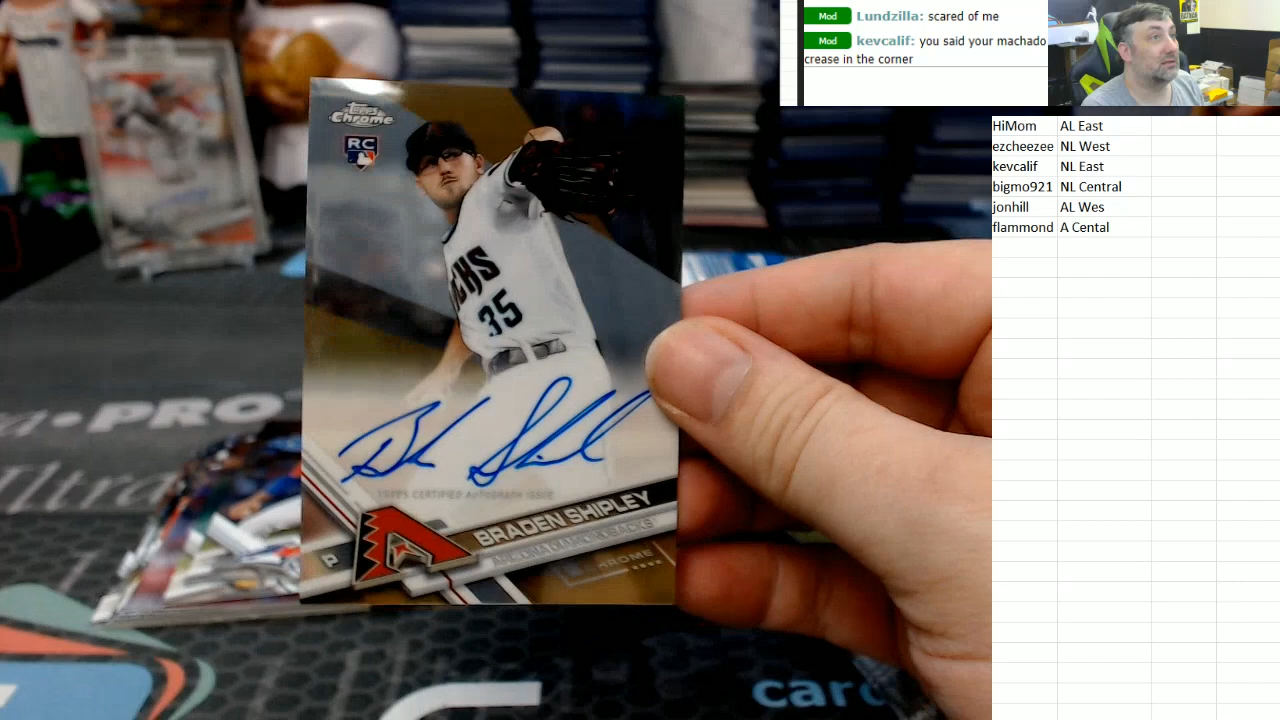 Mod Lundzilla: scared of me
Mod kevcalif: you said your machado
crease in the corner
HiMom AL East
ezcheezee NL West
kevcalif NL East
bigmo921 NL Central
jonhill AL Wes
flammond A Cental
Topps
Chrome
RC
35
TOPPS CERTIFIED AUTOGRAPH ISSUE
BRADEN SHIPLEY
P
PRO
Ultra